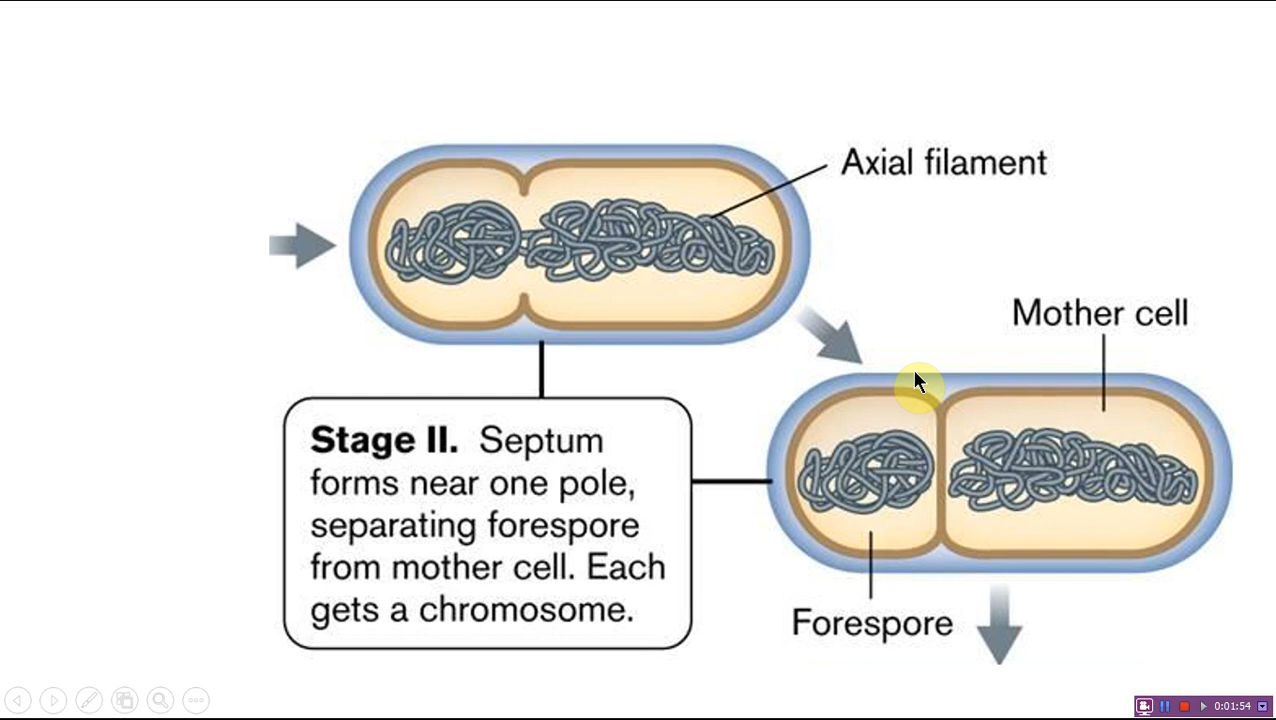 Axial filament
Mother cell
Stage II. Septum
forms near one pole,
separating forespore
from mother cell. Each
gets a chromosome.
Forespore
0:01:54